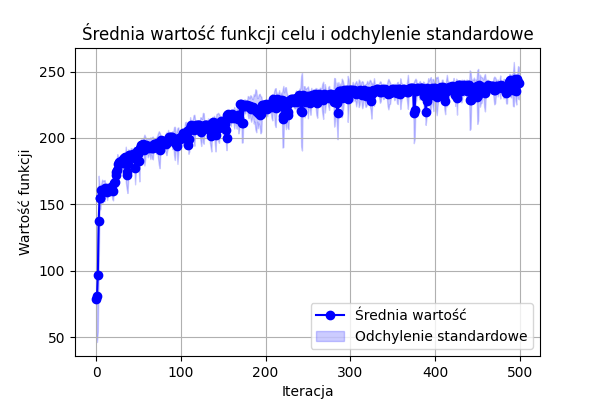 Średnia wartość funkcji celu i odchylenie standardowe
250
200
150
100
50
Wartość funkcji
0 100 200 300 400 500
Iteracja
Średnia wartość
Odchylenie standardowe